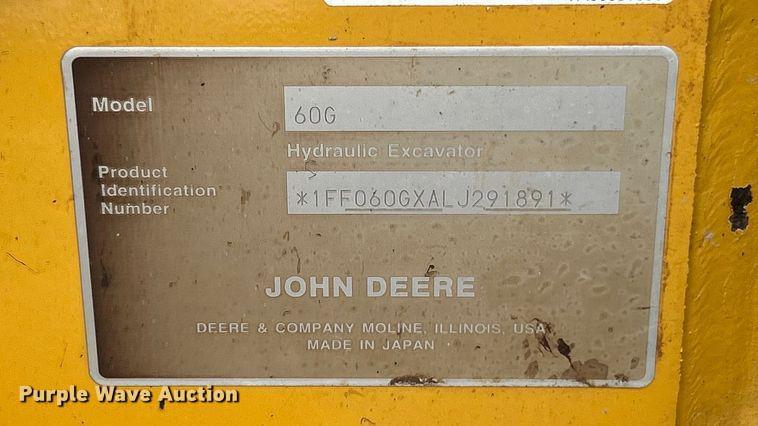 Model
60G
Hydraulic Excavator
Product
Identification
Number
*1FF060GXALJ291891*
JOHN DEERE
DEERE & COMPANY MOLINE, ILLINOIS, USA
MADE IN JAPAN
Purple Wave Auction